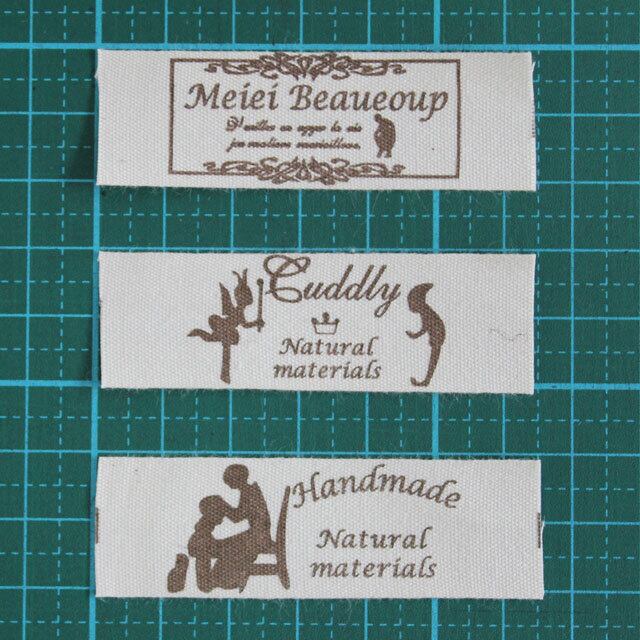 Meiei Beaueoup
Cuddly
Natural
materials
Handmade
Natural
materials